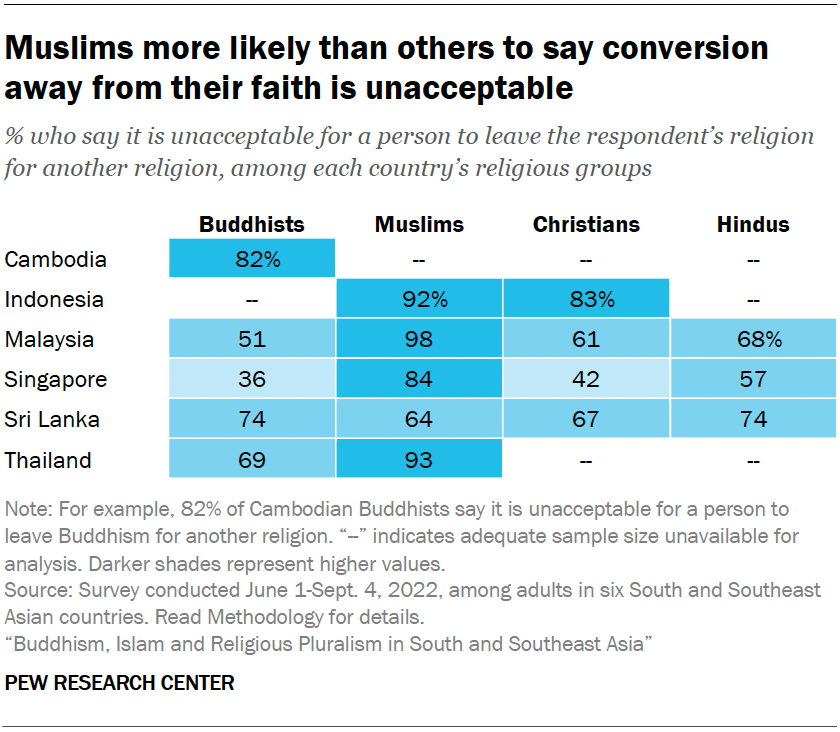 Muslims more likely than others to say conversion
away from their faith is unacceptable
% who say it is unacceptable for a person to leave the respondent’s religion
for another religion, among each country’s religious groups
Buddhists Muslims Christians Hindus
Cambodia 82% -- -- --
Indonesia -- 92% 83% --
Malaysia 51 98 61 68%
Singapore 36 84 42 57
Sri Lanka 74 64 67 74
Thailand 69 93 -- --
Note: For example, 82% of Cambodian Buddhists say it is unacceptable for a person to
leave Buddhism for another religion. “--” indicates adequate sample size unavailable for
analysis. Darker shades represent higher values.
Source: Survey conducted June 1-Sept. 4, 2022, among adults in six South and Southeast
Asian countries. Read Methodology for details.
“Buddhism, Islam and Religious Pluralism in South and Southeast Asia”
PEW RESEARCH CENTER